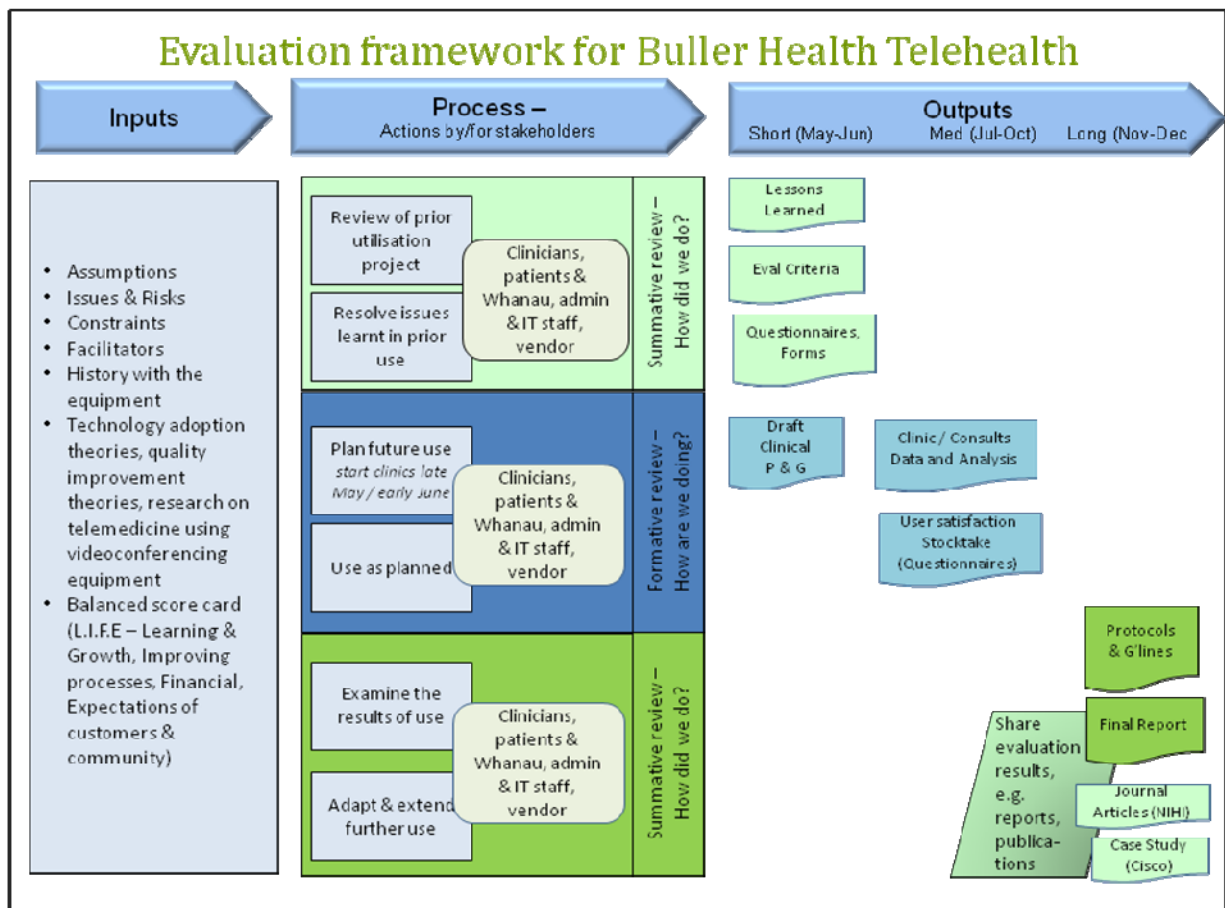 Evaluation framework for Buller Health Telehealth
Inputs
Process –
Actions by/for stakeholders
Outputs
Short (May-Jun)
Med (Jul-Oct)
Long (Nov-Dec
• Assumptions
• Issues & Risks
• Constraints
• Facilitators
• History with the
equipment
• Technology adoption
theories, quality
improvement
theories, research on
telemedicine using
videoconferencing
equipment
• Balanced score card
(L.I.F.E – Learning &
Growth, Improving
processes, Financial,
Expectations of
customers &
community)
Review of prior
utilisation
project
Resolve issues
learnt in prior
use
Clinicians,
patients &
Whanau, admin
& IT staff,
vendor
Summative review –
How did we do?
Plan future use
start clinics late
May / early June
Use as planned
Clinicians,
patients &
Whanau, admin
& IT staff,
vendor
Formative review –
How are we doing?
Examine the
results of use
Adapt & extend
further use
Clinicians,
patients &
Whanau, admin
& IT staff,
vendor
Summative review –
How did we do?
Lessons
Learned
Eval Criteria
Questionnaires,
Forms
Draft
Clinical
P & G
Clinic / Consults
Data and Analysis
User satisfaction
Stocktake
(Questionnaires)
Protocols
& G'lines
Final Report
Share
evaluation
results,
e.g.
reports,
publica-
tions
Journal
Articles (NIHI)
Case Study
(Cisco)